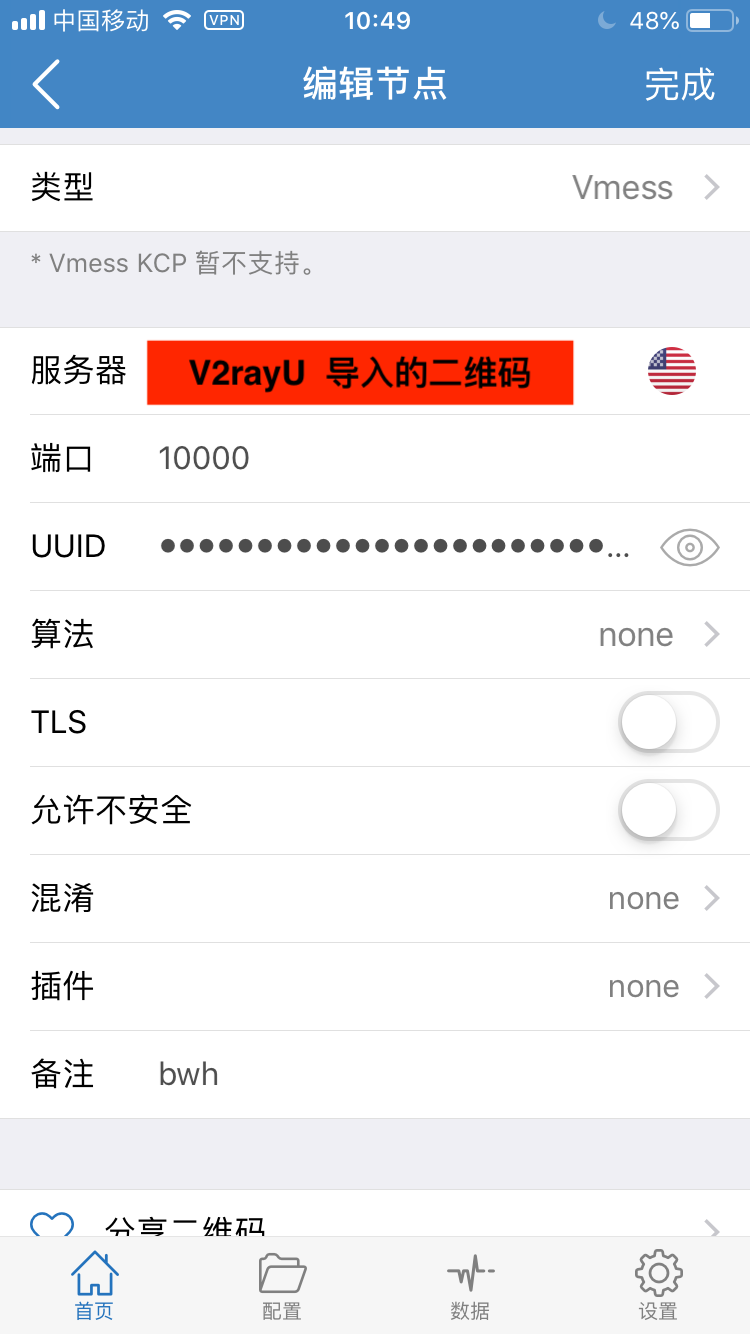 中国移动 VPN 10:49 48%
编辑节点 完成
类型 Vmess
* Vmess KCP 暂不支持。
服务器 V2rayU 导入的二维码
端口 10000
UUID ●●●●●●●●●●●●●●●●●●●●●●●...
算法 none
TLS
允许不安全
混淆 none
插件 none
备注 bwh
分享二维码
首页 配置 数据 设置